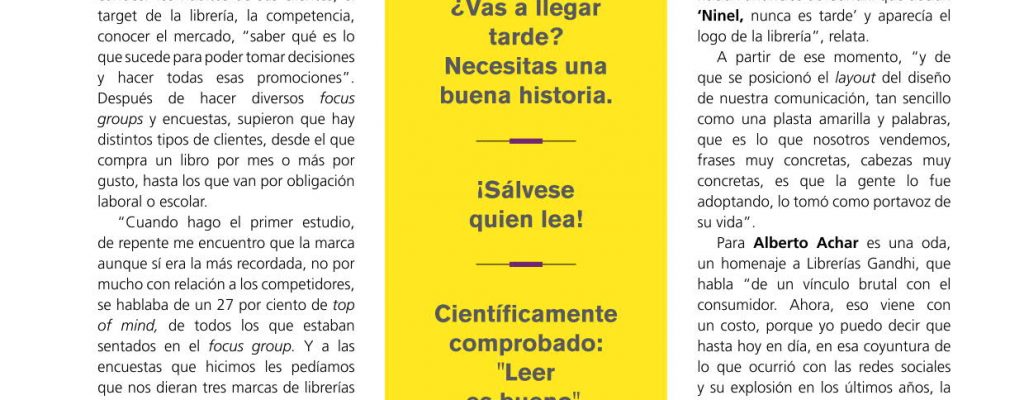 target de la librería, la competencia,
conocer el mercado, “saber qué es lo
que sucede para poder tomar decisiones
y hacer todas esas promociones”.
Después de hacer diversos focus
groups y encuestas, supieron que hay
distintos tipos de clientes, desde el que
compra un libro por mes o más por
gusto, hasta los que van por obligación
laboral o escolar.
“Cuando hago el primer estudio,
de repente me encuentro que la marca
aunque sí era la más recordada, no por
mucho con relación a los competidores,
se hablaba de un 27 por ciento de top
of mind, de todos los que estaban
sentados en el focus group. Y a las
encuestas que hicimos les pedíamos
que nos dieran tres marcas de librerías
¿Vas a llegar
tarde?
Necesitas una
buena historia.
¡Sálvese
quien lea!
Científicamente
comprobado:
"Leer
es bueno"
‘Ninel, nunca es tarde’ y aparecía el
logo de la librería”, relata.
A partir de ese momento, “y de
que se posicionó el layout del diseño
de nuestra comunicación, tan sencillo
como una plasta amarilla y palabras,
que es lo que nosotros vendemos,
frases muy concretas, cabezas muy
concretas, es que la gente lo fue
adoptando, lo tomó como portavoz de
su vida”.
Para Alberto Achar es una oda,
un homenaje a Librerías Gandhi, que
habla “de un vínculo brutal con el
consumidor. Ahora, eso viene con
un costo, porque yo puedo decir que
hasta hoy en día, en esa coyuntura de
lo que ocurrió con las redes sociales
y su explosión en los últimos años, la